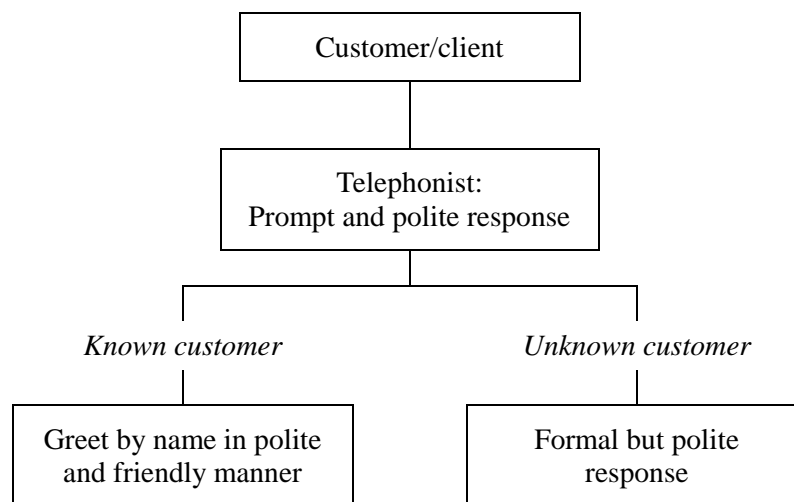 Customer/client
Telephonist:
Prompt and polite response
Known customer
Unknown customer
Greet by name in polite
and friendly manner
Formal but polite
response